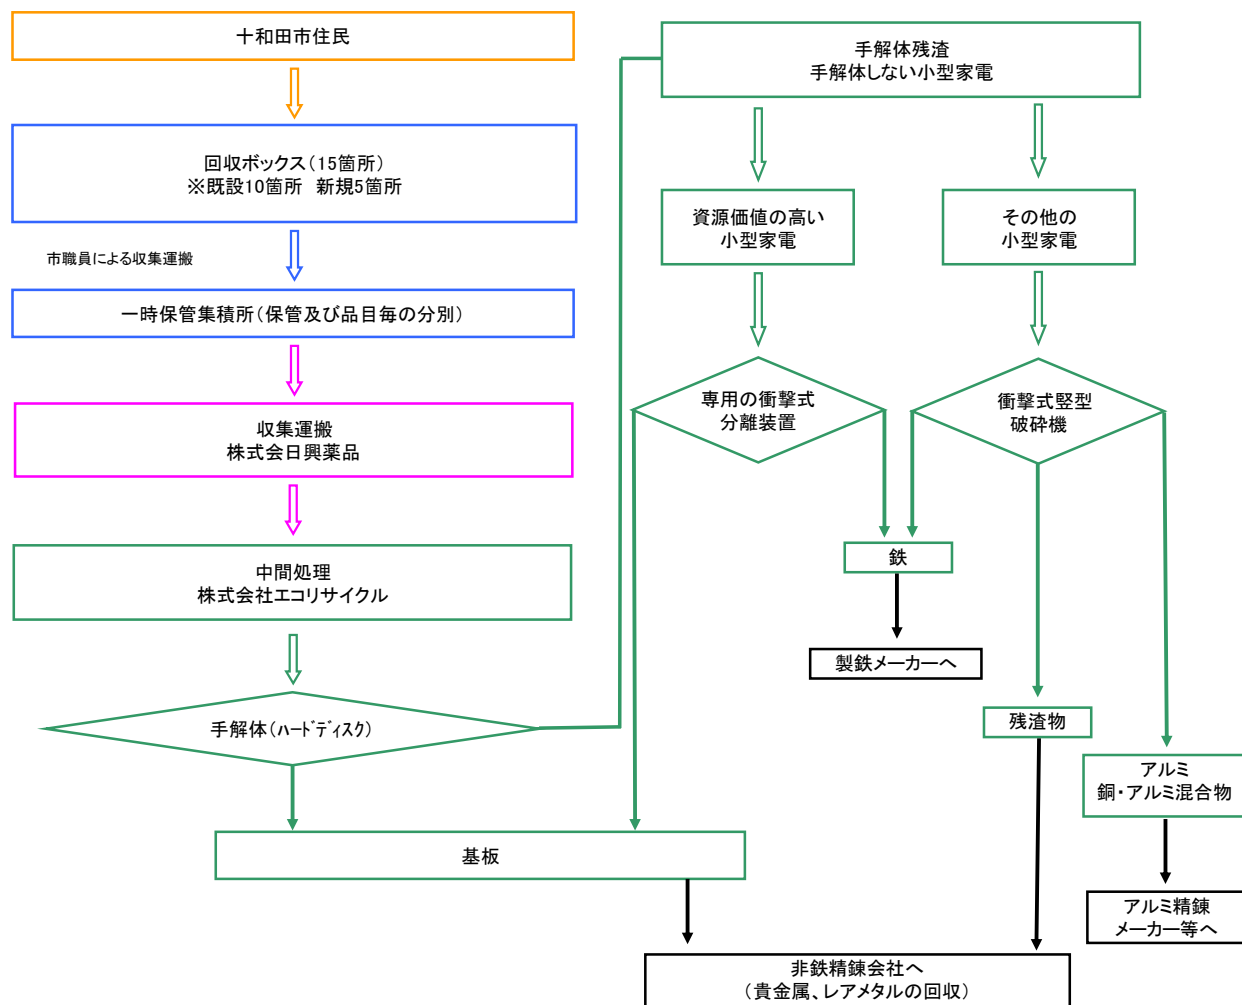 十和田市住民
回収ボックス（15箇所）
※既設10箇所　新規5箇所
市職員による収集運搬
一時保管集積所（保管及び品目毎の分別）
収集運搬
株式会日興薬品
中間処理
株式会社エコリサイクル
手解体（ﾊｰﾄﾞﾃﾞｨｽｸ）
手解体残渣
手解体しない小型家電
資源価値の高い
小型家電
その他の
小型家電
専用の衝撃式
分離装置
衝撃式竪型
破砕機
鉄
製鉄メーカーへ
残渣物
アルミ
銅・アルミ混合物
基板
アルミ精錬
メーカー等へ
非鉄精錬会社へ
（貴金属、レアメタルの回収）